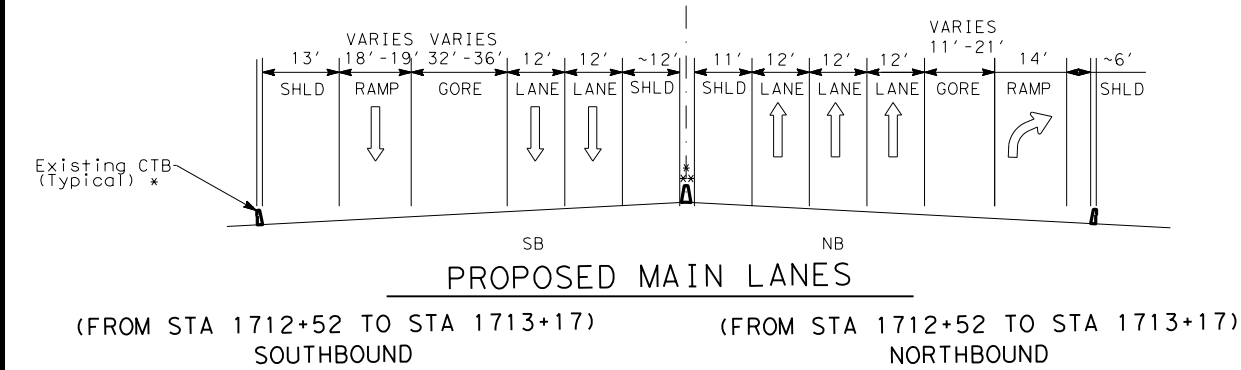 VARIES VARIES VARIES
13' 18'-19' 32'-36' 12' 12' ~12' 11' 12' 12' 12' 11'-21' 14' ~6'
SHLD RAMP GORE LANE LANE SHLD SHLD LANE LANE LANE GORE RAMP SHLD
Existing CTB
(Typical) *
*
**
SB NB
PROPOSED MAIN LANES
(FROM STA 1712+52 TO STA 1713+17) (FROM STA 1712+52 TO STA 1713+17)
SOUTHBOUND NORTHBOUND